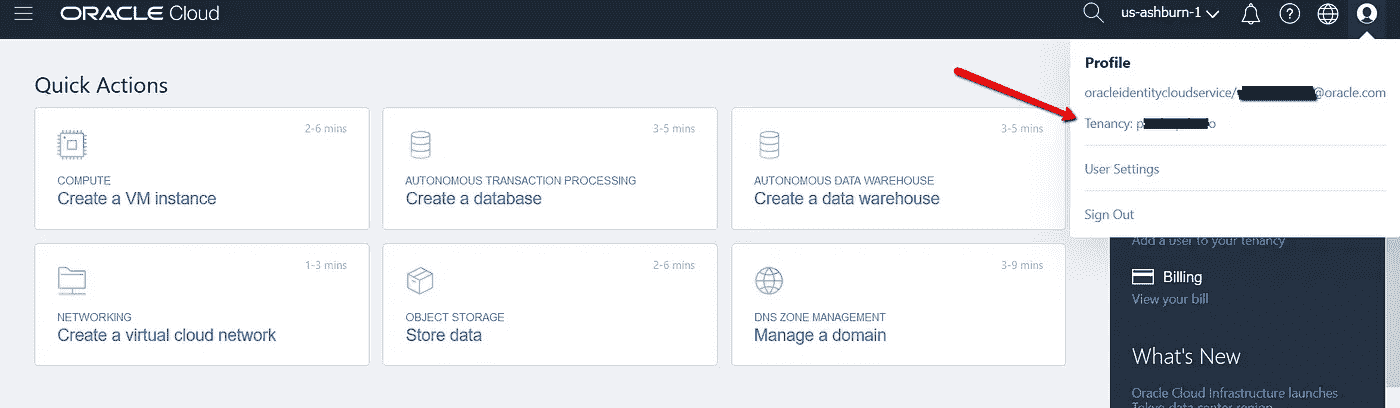 ORACLE Cloud
us-ashburn-1
Profile
oracleidentitycloudservice/ @oracle.com
Tenancy: p o
User Settings
Sign Out
Quick Actions
2-6 mins
COMPUTE
Create a VM instance
3-5 mins
AUTONOMOUS TRANSACTION PROCESSING
Create a database
3-5 mins
AUTONOMOUS DATA WAREHOUSE
Create a data warehouse
1-3 mins
NETWORKING
Create a virtual cloud network
2-6 mins
OBJECT STORAGE
Store data
3-9 mins
DNS ZONE MANAGEMENT
Manage a domain
Add a user to your tenancy
Billing
View your bill
What's New
Oracle Cloud Infrastructure launches
Tokyo data center region